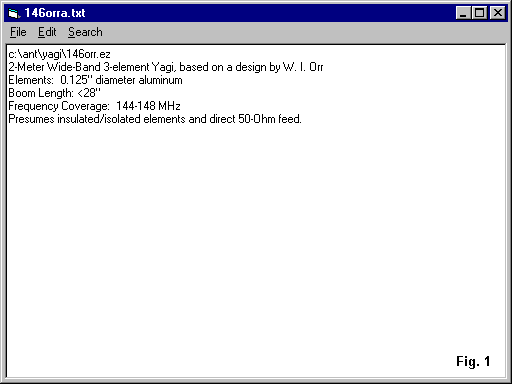 146orra.txt
File Edit Search
c:\ant\yagi\146orr.ez
2-Meter Wide-Band 3-element Yagi, based on a design by W. I. Orr
Elements:  0.125" diameter aluminum
Boom Length: <28"
Frequency Coverage:  144-148 MHz
Presumes insulated/isolated elements and direct 50-Ohm feed.
Fig. 1